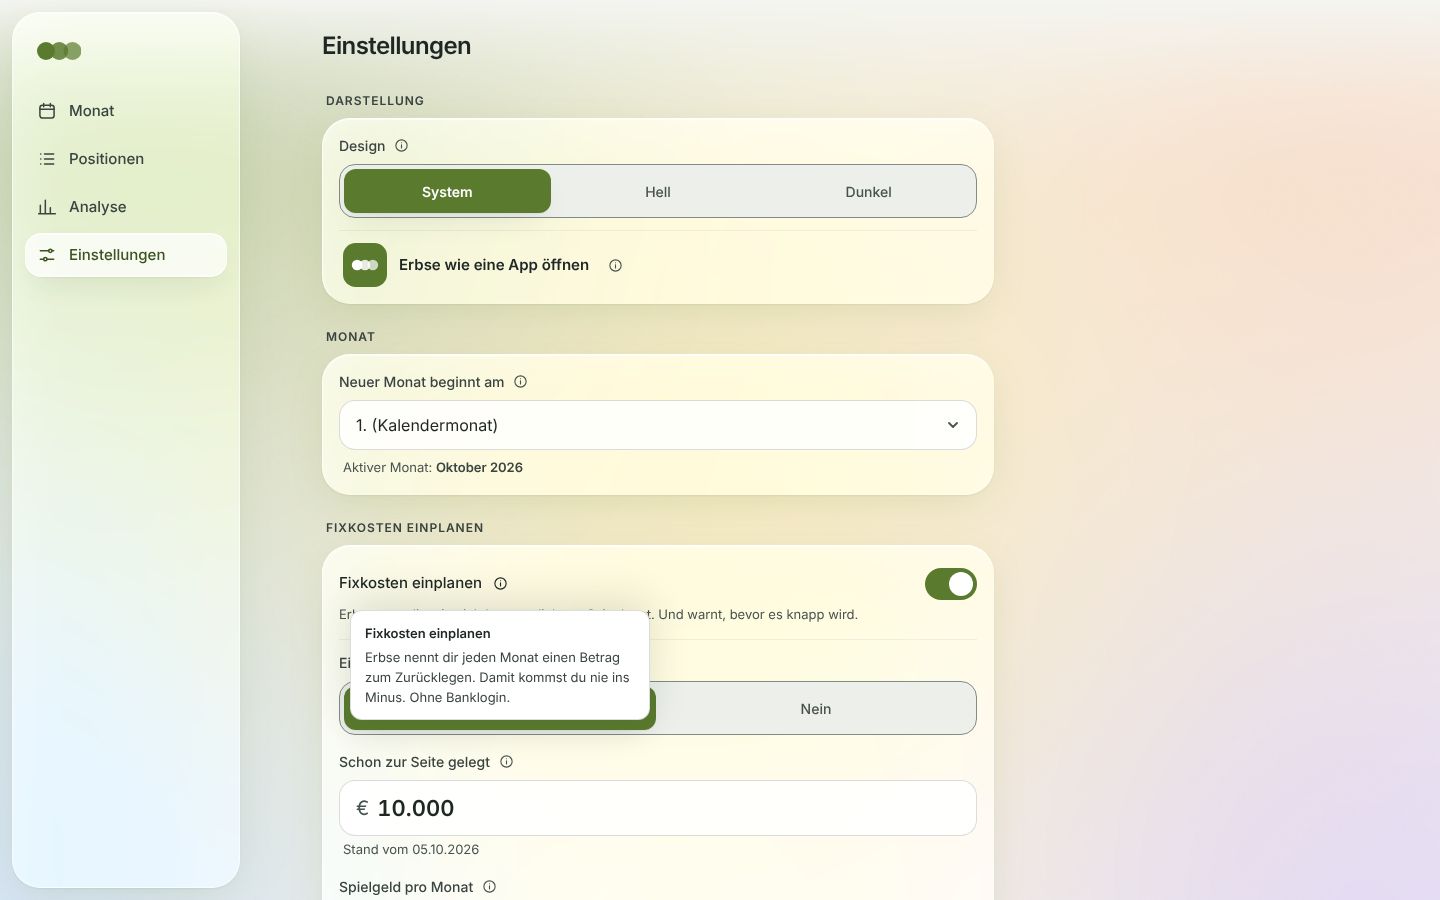 Einstellungen
Monat
Positionen
Analyse
Einstellungen
DARSTELLUNG
Design
System
Hell
Dunkel
Erbse wie eine App öffnen
MONAT
Neuer Monat beginnt am
1. (Kalendermonat)
Aktiver Monat: Oktober 2026
FIXKOSTEN EINPLANEN
Fixkosten einplanen
Und warnt, bevor es knapp wird.
Fixkosten einplanen
Erbse nennt dir jeden Monat einen Betrag
zum Zurücklegen. Damit kommst du nie ins
Minus. Ohne Banklogin.
Nein
Schon zur Seite gelegt
€ 10.000
Stand vom 05.10.2026
Spielgeld pro Monat